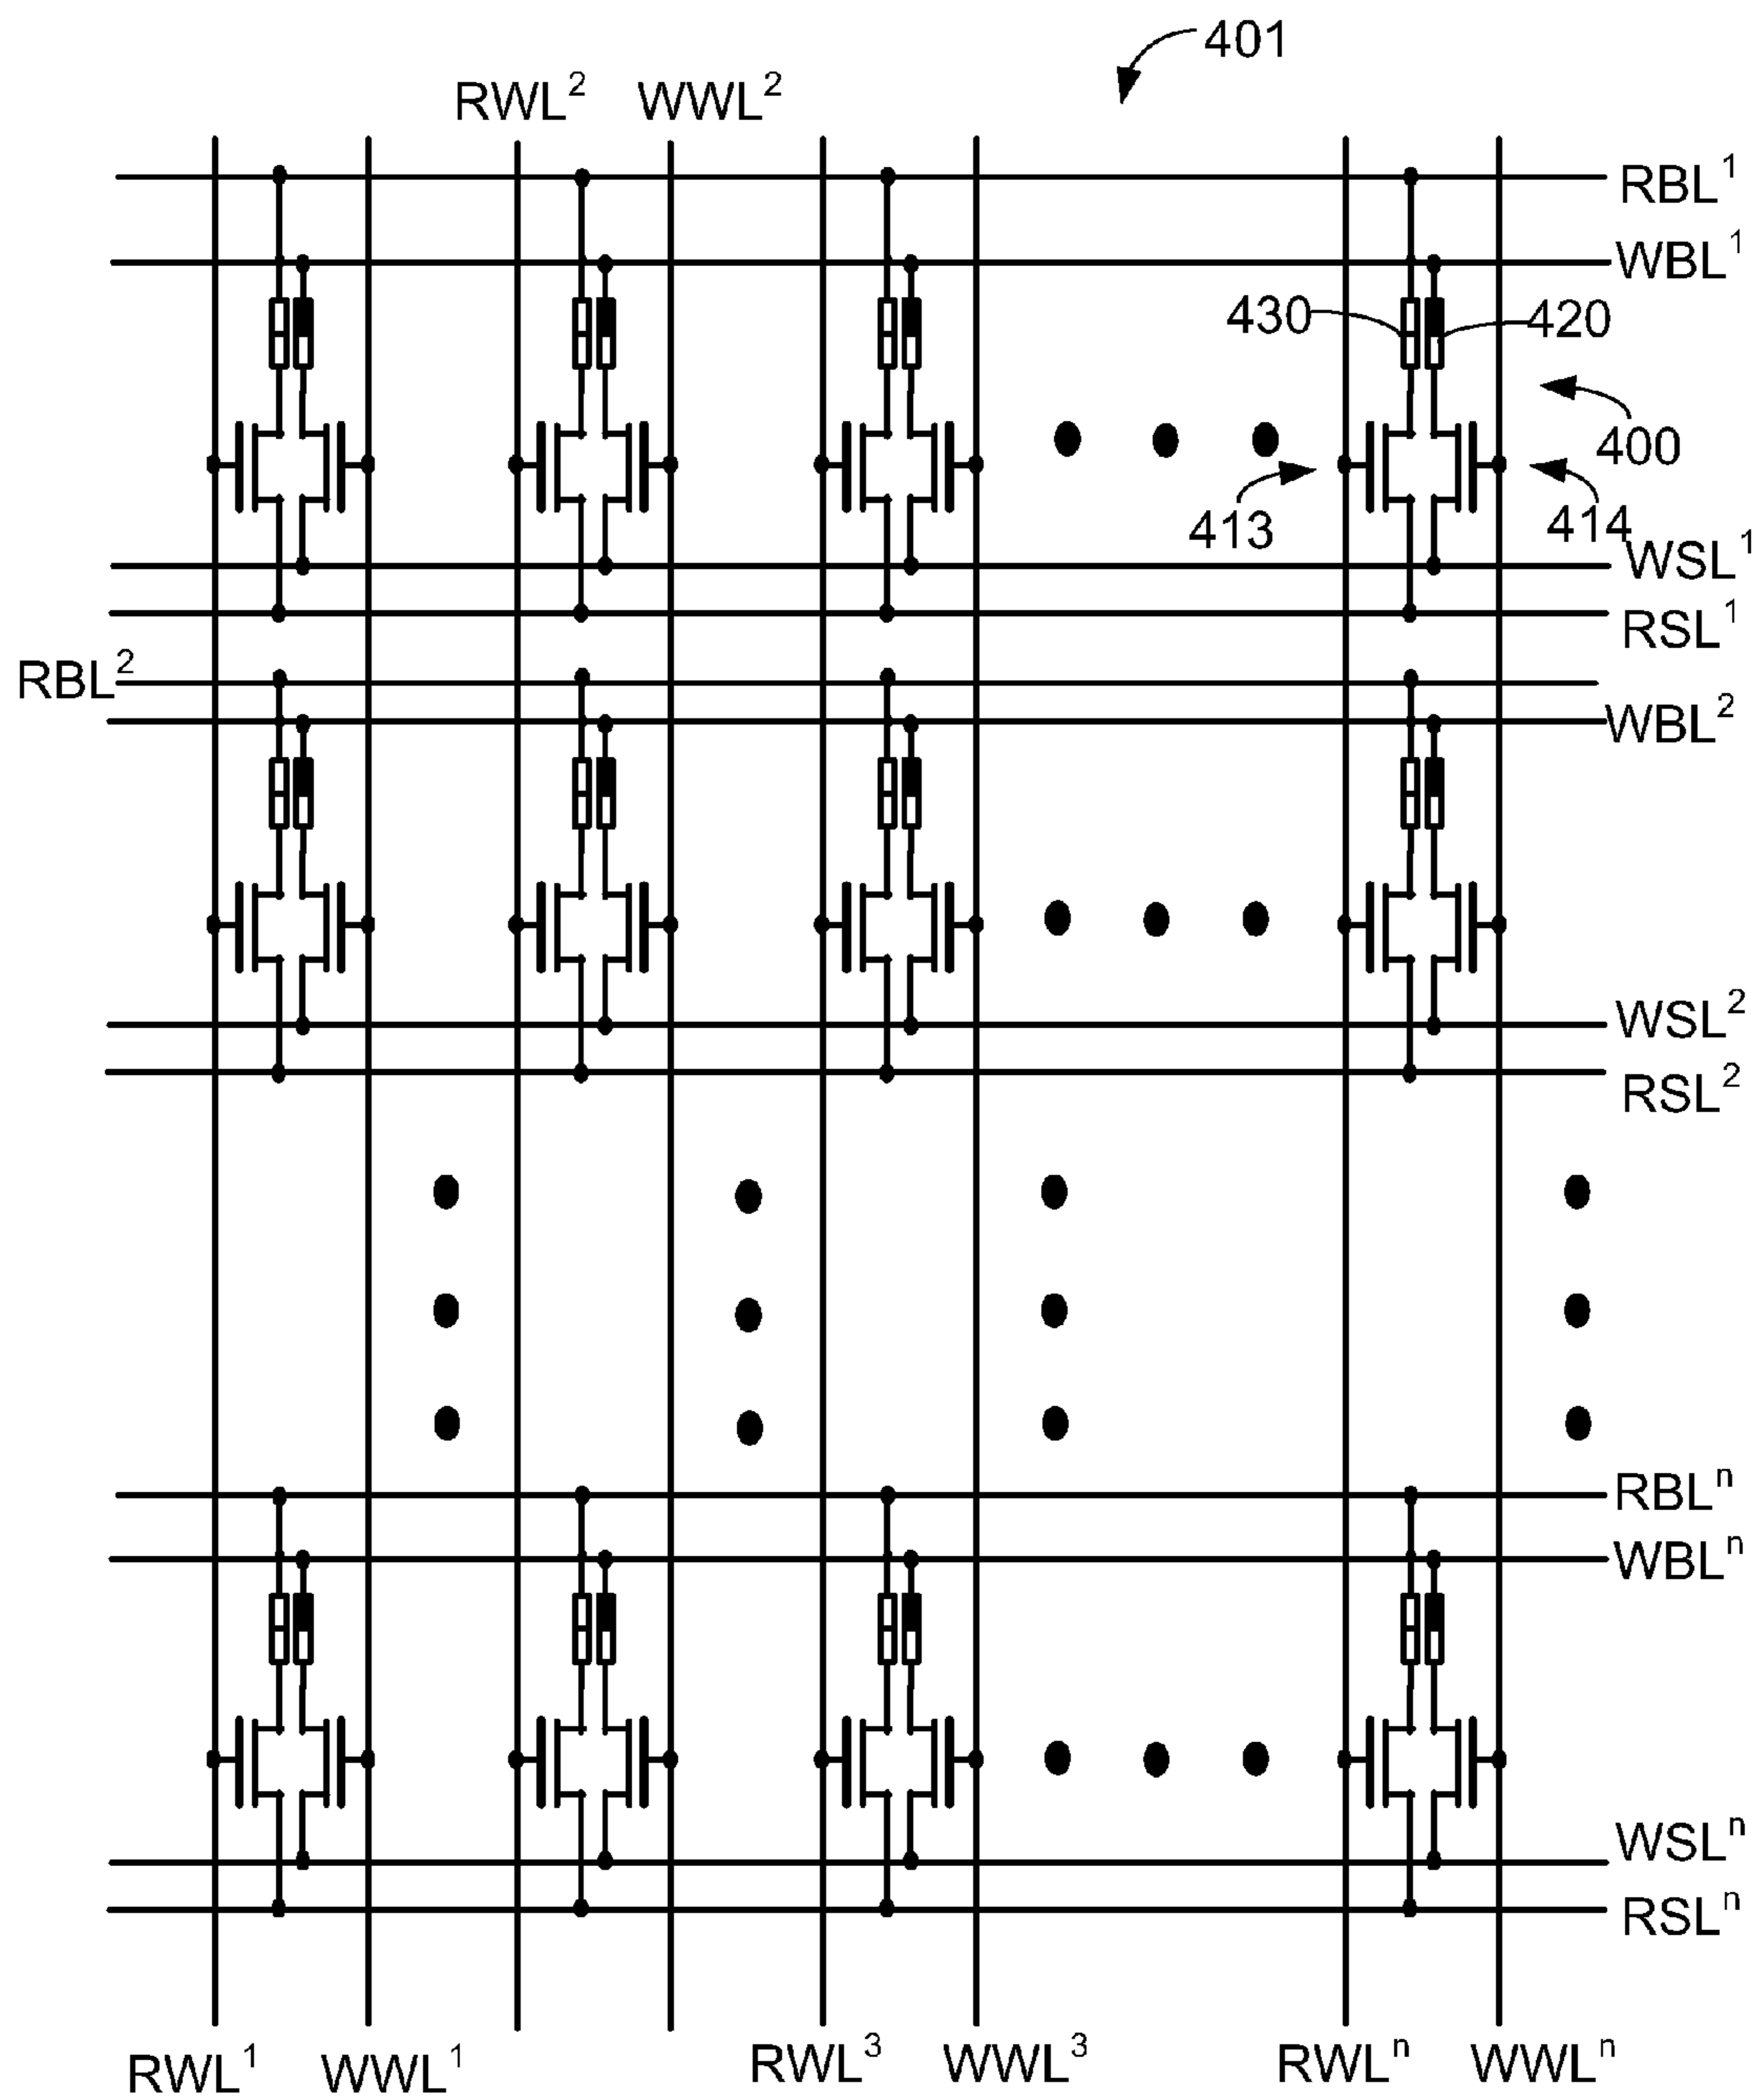 401
RWL² WWL²
RBL¹
WBL¹
430 420
400
413 414
WSL¹
RSL¹
RBL²
WBL²
WSL²
RSL²
RBLⁿ
WBLⁿ
WSLⁿ
RSLⁿ
RWL¹ WWL¹ RWL³ WWL³ RWLⁿ WWLⁿ